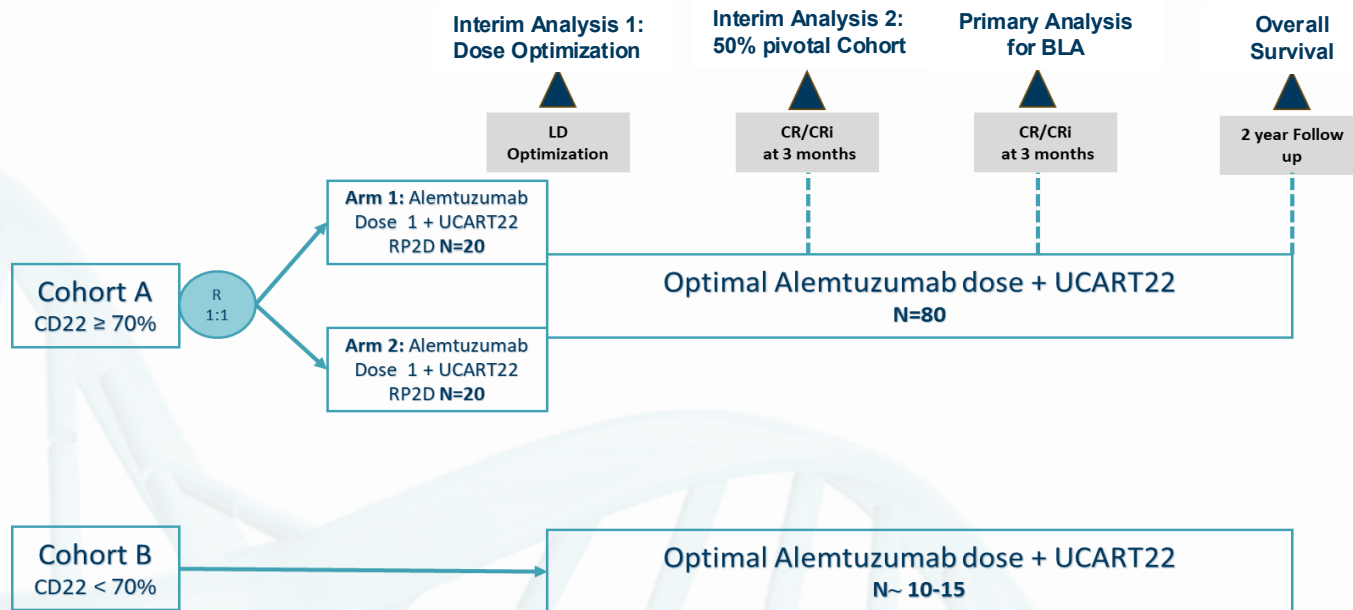 Interim Analysis 1:
Dose Optimization
Interim Analysis 2:
50% pivotal Cohort
Primary Analysis
for BLA
Overall
Survival
LD
Optimization
CR/CRi
at 3 months
CR/CRi
at 3 months
2 year Follow
up
Arm 1: Alemtuzumab
Dose 1 + UCART22
RP2D N=20
Cohort A
CD22 ≥ 70%
R
1:1
Optimal Alemtuzumab dose + UCART22
N=80
Arm 2: Alemtuzumab
Dose 1 + UCART22
RP2D N=20
Cohort B
CD22 < 70%
Optimal Alemtuzumab dose + UCART22
N~ 10-15